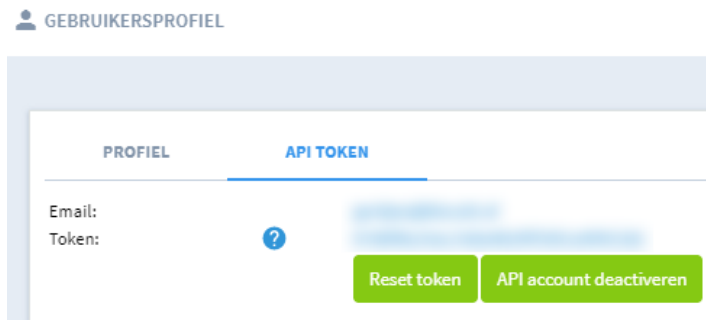 GEBRUIKERSPROFIEL
PROFIEL API TOKEN
Email:
Token:
Reset token API account deactiveren